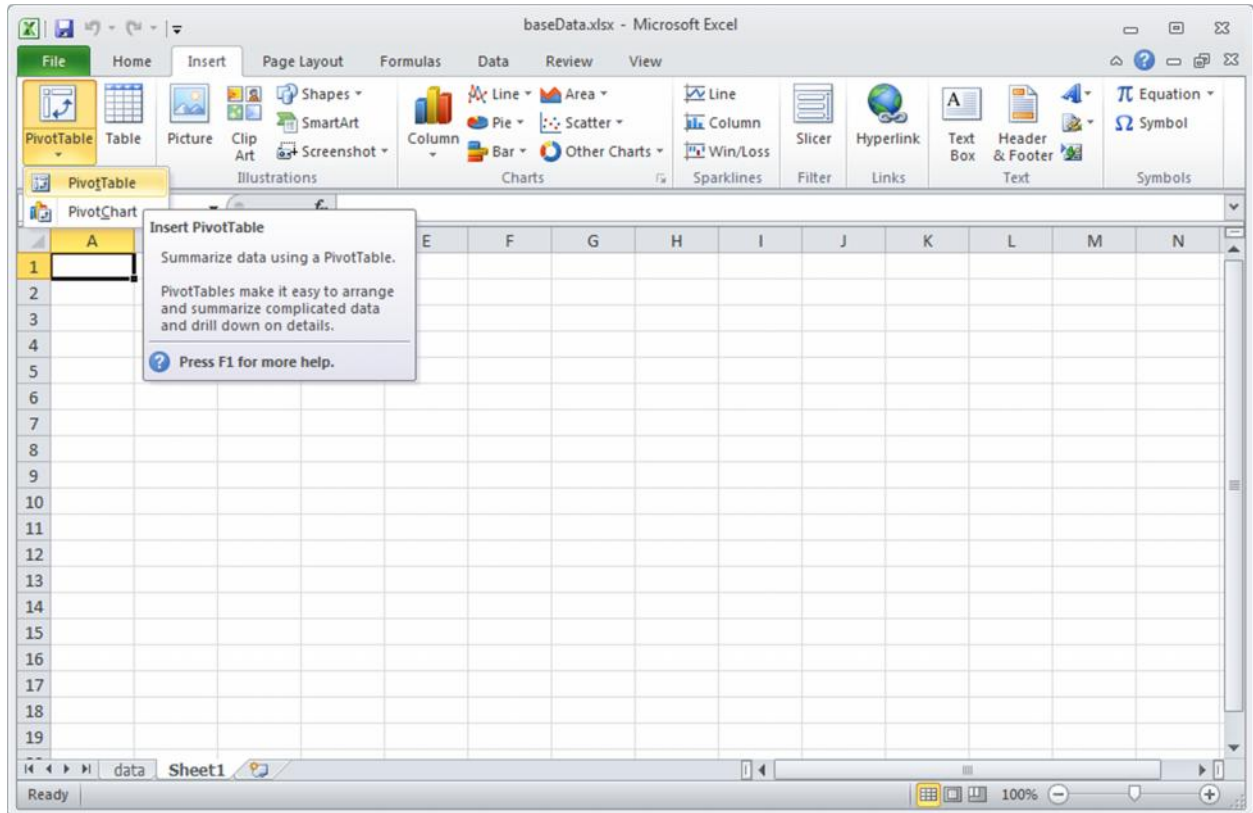 baseData.xlsx - Microsoft Excel
File Home Insert Page Layout Formulas Data Review View
PivotTable
Table
Picture
Clip Art
Shapes
SmartArt
Screenshot
Illustrations
Column
Line
Pie
Bar
Area
Scatter
Other Charts
Charts
Line
Column
Win/Loss
Sparklines
Slicer
Filter
Hyperlink
Links
A
Text Box
Header & Footer
Text
π Equation
Ω Symbol
Symbols
PivotTable
PivotChart
Insert PivotTable
Summarize data using a PivotTable.
PivotTables make it easy to arrange
and summarize complicated data
and drill down on details.
Press F1 for more help.
A E F G H I J K L M N
1
2
3
4
5
6
7
8
9
10
11
12
13
14
15
16
17
18
19
data Sheet1
Ready 100%